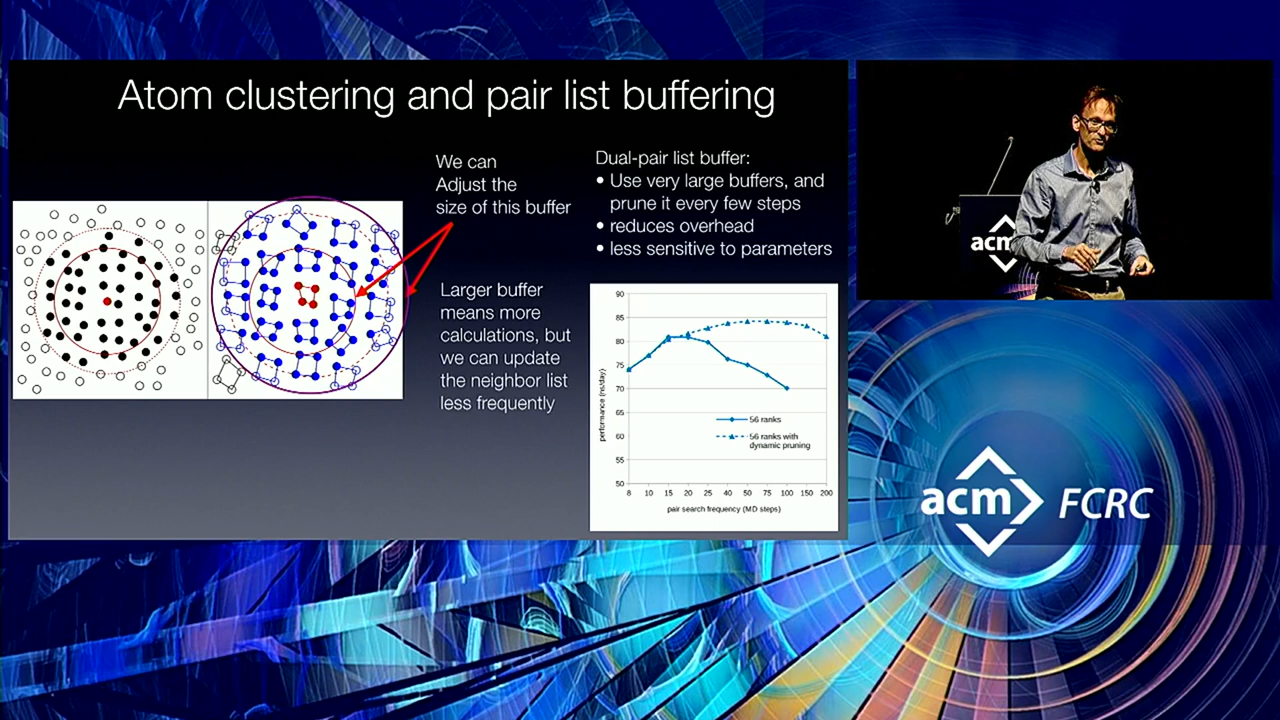 Atom clustering and pair list buffering
We can
Adjust the
size of this buffer
Larger buffer
means more
calculations, but
we can update
the neighbor list
less frequently
Dual-pair list buffer:
• Use very large buffers, and
prune it every few steps
• reduces overhead
• less sensitive to parameters
90
85
80
75
70
65
60
55
50
performance (ns/day)
56 ranks
56 ranks with
dynamic pruning
8 10 15 20 25 40 50 75 100 150 200
pair search frequency (MD steps)
acm
acm FCRC